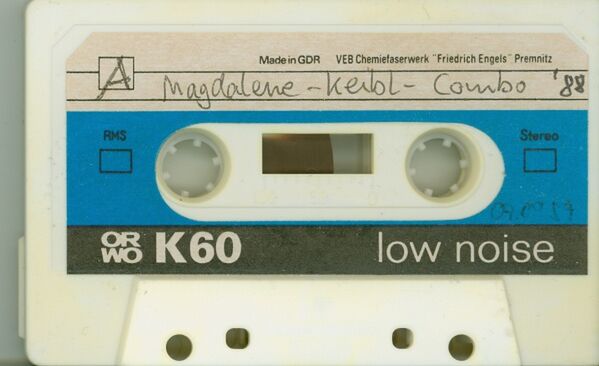 Made in GDR VEB Chemiefaserwerk "Friedrich Engels" Premnitz
A Magdalene-Keibl-Combo '88
RMS Stereo
ORWO K60 low noise